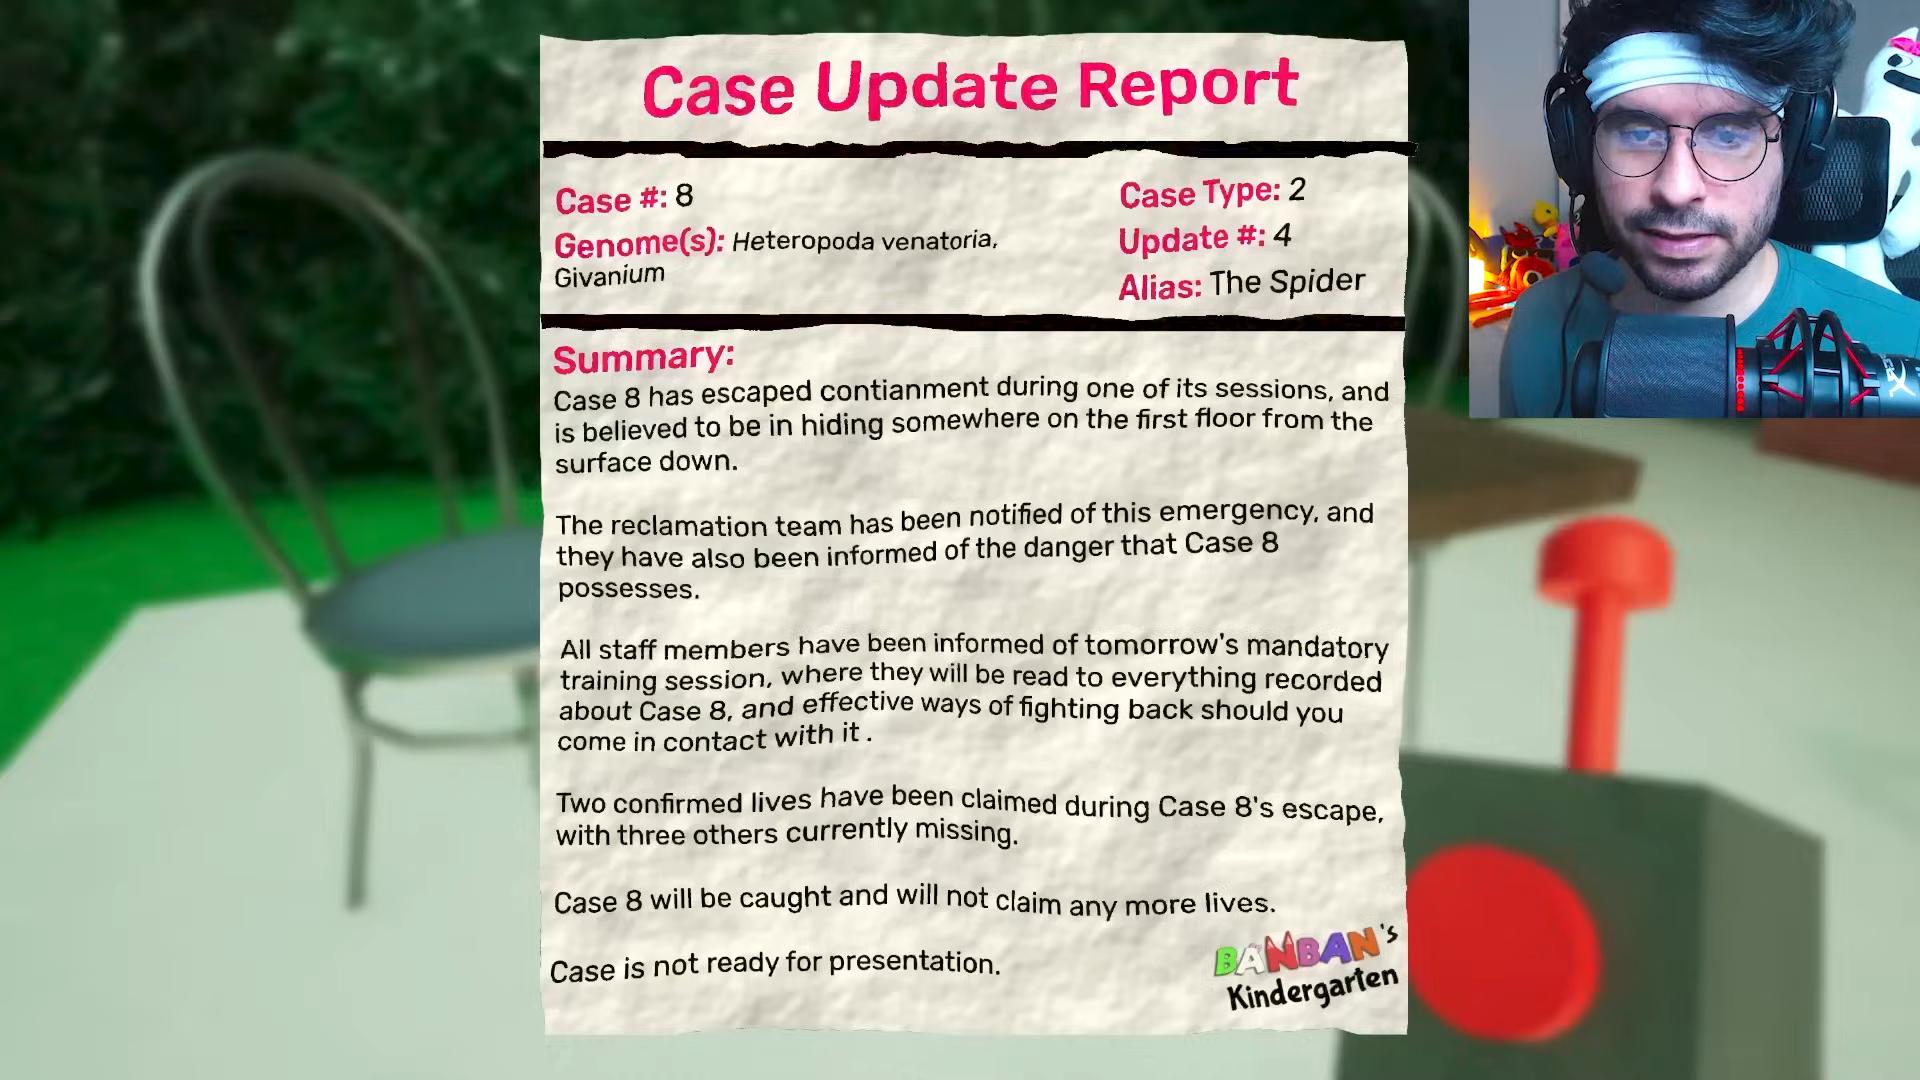 Case Update Report
Case #: 8
Genome(s): Heteropoda venatoria,
Givanium
Case Type: 2
Update #: 4
Alias: The Spider
Summary:
Case 8 has escaped contianment during one of its sessions, and
is believed to be in hiding somewhere on the first floor from the
surface down.
The reclamation team has been notified of this emergency, and
they have also been informed of the danger that Case 8
possesses.
All staff members have been informed of tomorrow's mandatory
training session, where they will be read to everything recorded
about Case 8, and effective ways of fighting back should you
come in contact with it .
Two confirmed lives have been claimed during Case 8's escape,
with three others currently missing.
Case 8 will be caught and will not claim any more lives.
Case is not ready for presentation.
BANBAN's
Kindergarten